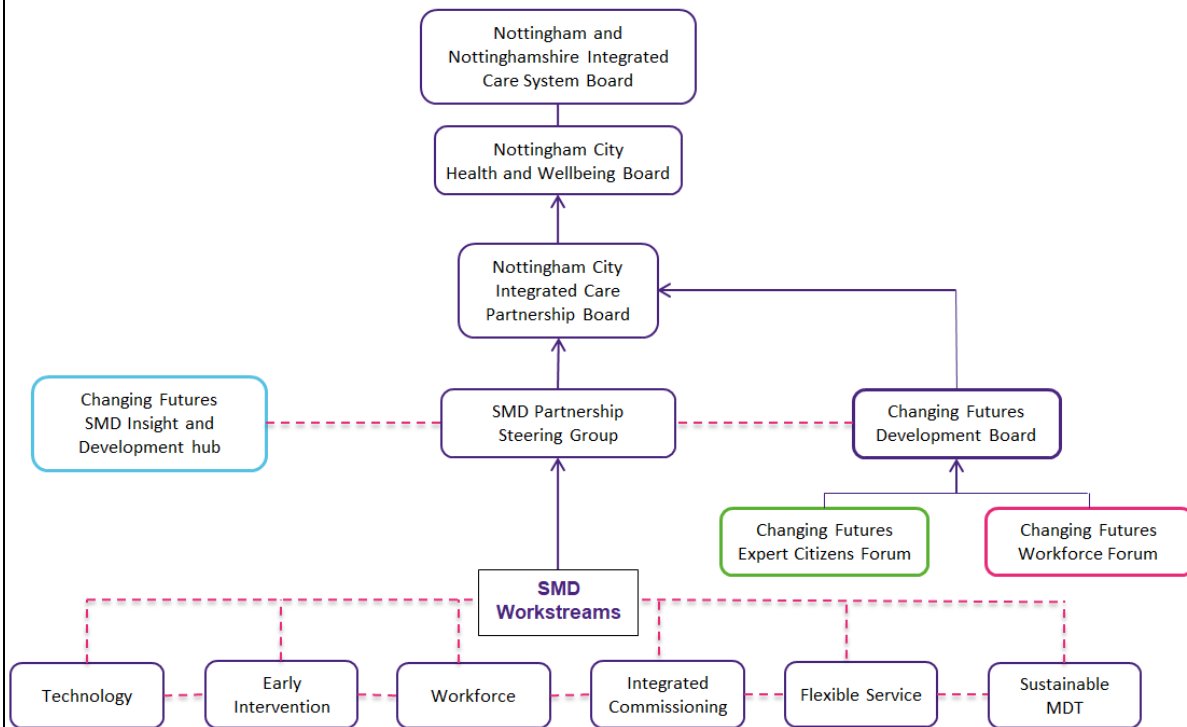 Nottingham and
Nottinghamshire Integrated
Care System Board
Nottingham City
Health and Wellbeing Board
Nottingham City
Integrated Care
Partnership Board
Changing Futures
SMD Insight and
Development hub
SMD Partnership
Steering Group
Changing Futures
Development Board
Changing Futures
Expert Citizens Forum
Changing Futures
Workforce Forum
SMD
Workstreams
Technology
Early
Intervention
Workforce
Integrated
Commissioning
Flexible Service
Sustainable
MDT